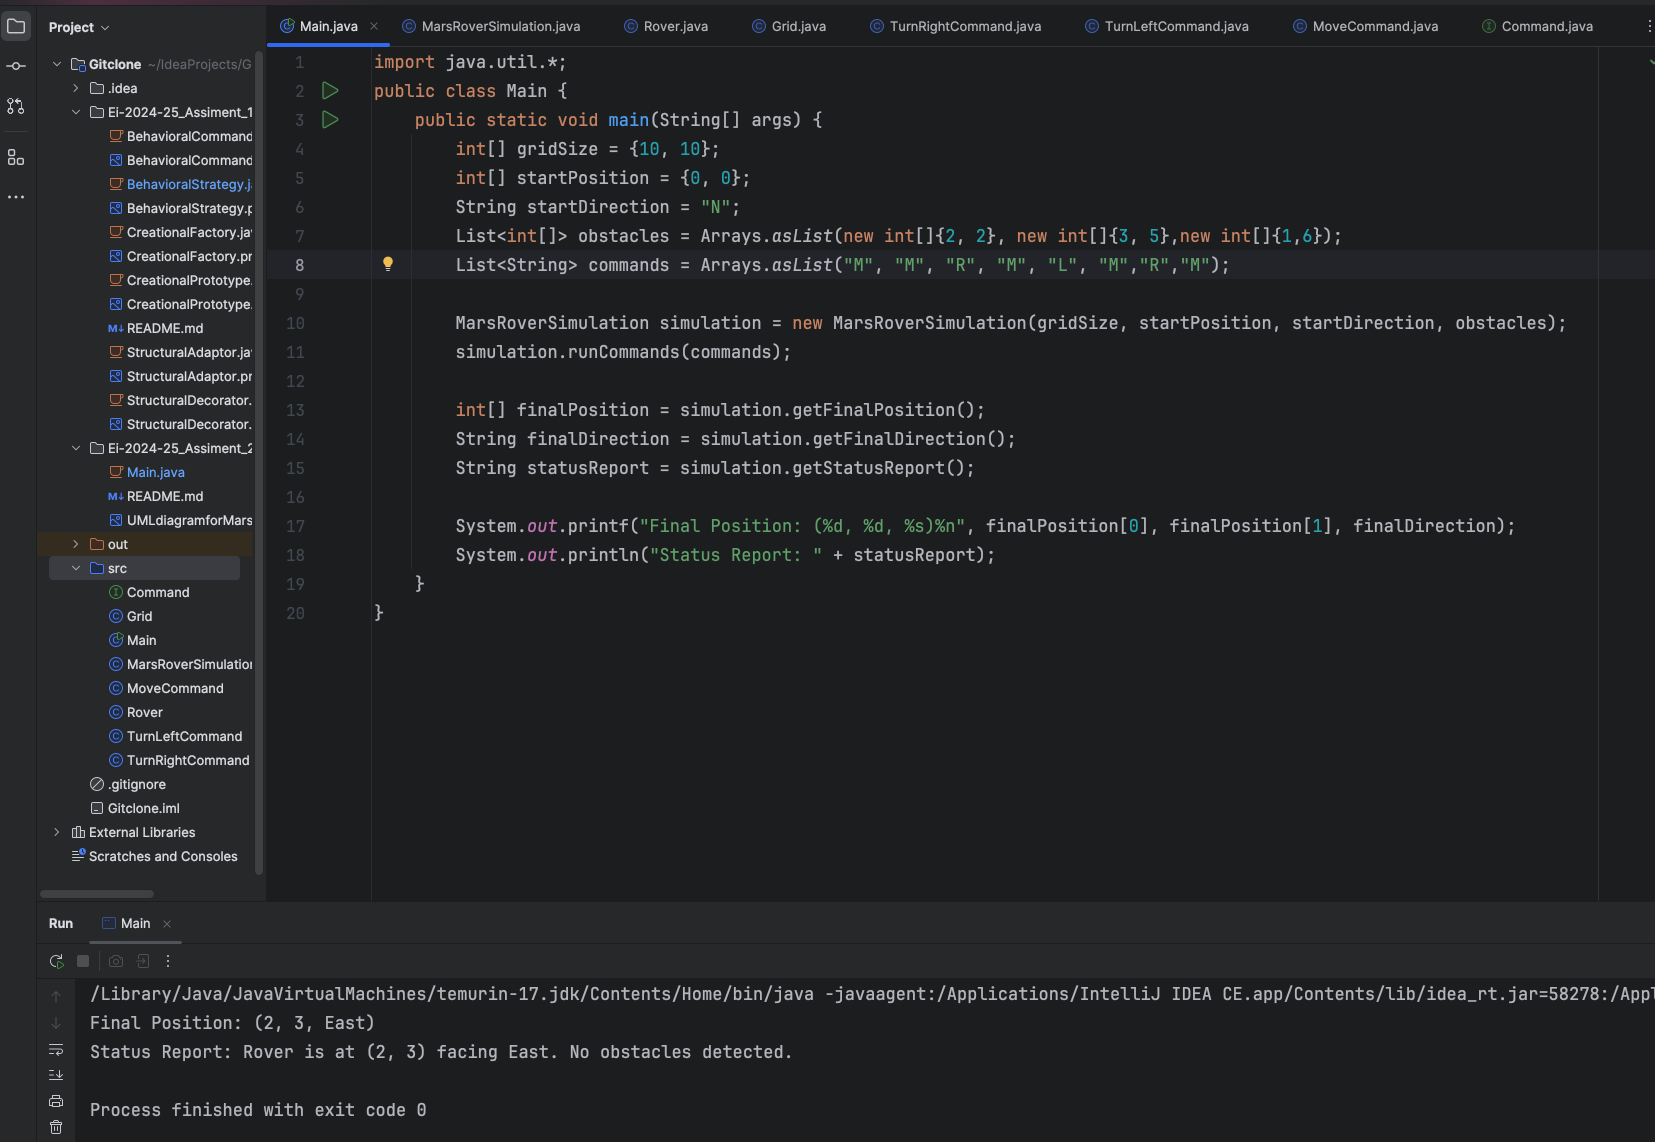 Project
Main.java
MarsRoverSimulation.java
Rover.java
Grid.java
TurnRightCommand.java
TurnLeftCommand.java
MoveCommand.java
Command.java
Gitclone ~/IdeaProjects/G
.idea
Ei-2024-25_Assiment_1
BehavioralCommand
BehavioralCommand
BehavioralStrategy.j
BehavioralStrategy.p
CreationalFactory.ja
CreationalFactory.pr
CreationalPrototype.
CreationalPrototype.
README.md
StructuralAdaptor.ja
StructuralAdaptor.pr
StructuralDecorator.
StructuralDecorator.
Ei-2024-25_Assiment_2
Main.java
README.md
UMLdiagramforMars
out
src
Command
Grid
Main
MarsRoverSimulation
MoveCommand
Rover
TurnLeftCommand
TurnRightCommand
.gitignore
Gitclone.iml
External Libraries
Scratches and Consoles
1 import java.util.*;
2 public class Main {
3 public static void main(String[] args) {
4 int[] gridSize = {10, 10};
5 int[] startPosition = {0, 0};
6 String startDirection = "N";
7 List<int[]> obstacles = Arrays.asList(new int[]{2, 2}, new int[]{3, 5},new int[]{1,6});
8 List<String> commands = Arrays.asList("M", "M", "R", "M", "L", "M","R","M");
9
10 MarsRoverSimulation simulation = new MarsRoverSimulation(gridSize, startPosition, startDirection, obstacles);
11 simulation.runCommands(commands);
12
13 int[] finalPosition = simulation.getFinalPosition();
14 String finalDirection = simulation.getFinalDirection();
15 String statusReport = simulation.getStatusReport();
16
17 System.out.printf("Final Position: (%d, %d, %s)%n", finalPosition[0], finalPosition[1], finalDirection);
18 System.out.println("Status Report: " + statusReport);
19 }
20 }
Run
Main
/Library/Java/JavaVirtualMachines/temurin-17.jdk/Contents/Home/bin/java -javaagent:/Applications/IntelliJ IDEA CE.app/Contents/lib/idea_rt.jar=58278:/Appl
Final Position: (2, 3, East)
Status Report: Rover is at (2, 3) facing East. No obstacles detected.
Process finished with exit code 0